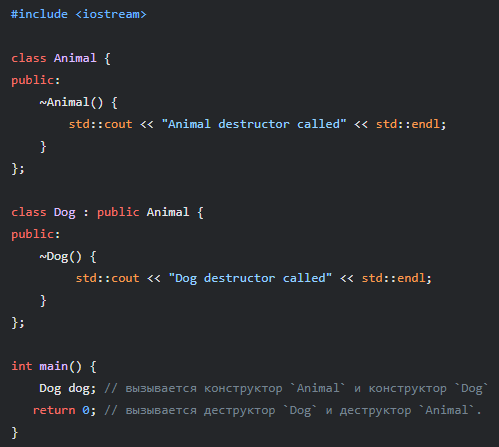 #include <iostream>

class Animal {
public:
    ~Animal() {
        std::cout << "Animal destructor called" << std::endl;
    }
};

class Dog : public Animal {
public:
    ~Dog() {
         std::cout << "Dog destructor called" << std::endl;
    }
};

int main() {
    Dog dog; // вызывается конструктор `Animal` и конструктор `Dog`
   return 0; // вызывается деструктор `Dog` и деструктор `Animal`.
}